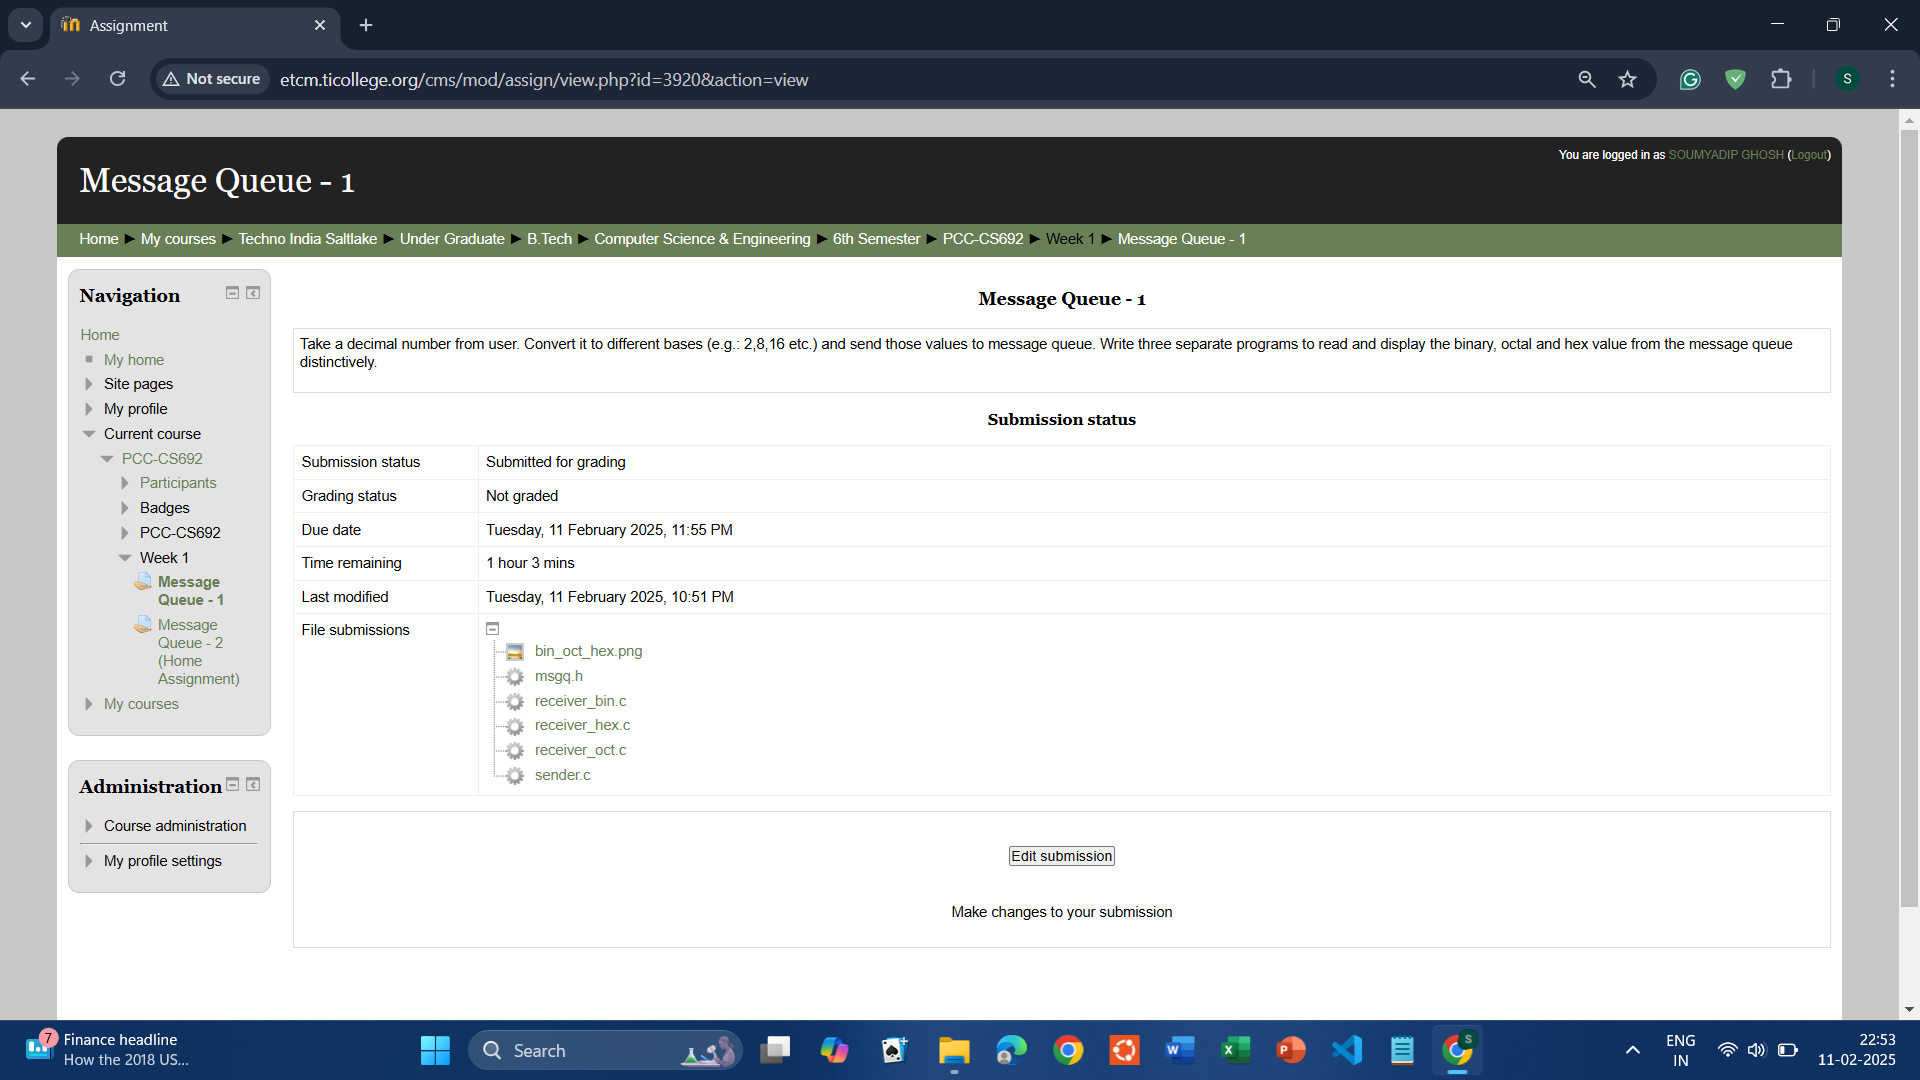 Assignment
Not secure
etcm.ticollege.org/cms/mod/assign/view.php?id=3920&action=view
S
You are logged in as SOUMYADIP GHOSH (Logout)
Message Queue - 1
Home ► My courses ► Techno India Saltlake ► Under Graduate ► B.Tech ► Computer Science & Engineering ► 6th Semester ► PCC-CS692 ► Week 1 ► Message Queue - 1
Navigation
Home
My home
Site pages
My profile
Current course
PCC-CS692
Participants
Badges
PCC-CS692
Week 1
Message
Queue - 1
Message
Queue - 2
(Home
Assignment)
My courses
Administration
Course administration
My profile settings
Message Queue - 1
Take a decimal number from user. Convert it to different bases (e.g.: 2,8,16 etc.) and send those values to message queue. Write three separate programs to read and display the binary, octal and hex value from the message queue
distinctively.
Submission status
Submission status Submitted for grading
Grading status Not graded
Due date Tuesday, 11 February 2025, 11:55 PM
Time remaining 1 hour 3 mins
Last modified Tuesday, 11 February 2025, 10:51 PM
File submissions
bin_oct_hex.png
msgq.h
receiver_bin.c
receiver_hex.c
receiver_oct.c
sender.c
Edit submission
Make changes to your submission
7
Finance headline
How the 2018 US...
Search
S
ENG
IN
22:53
11-02-2025